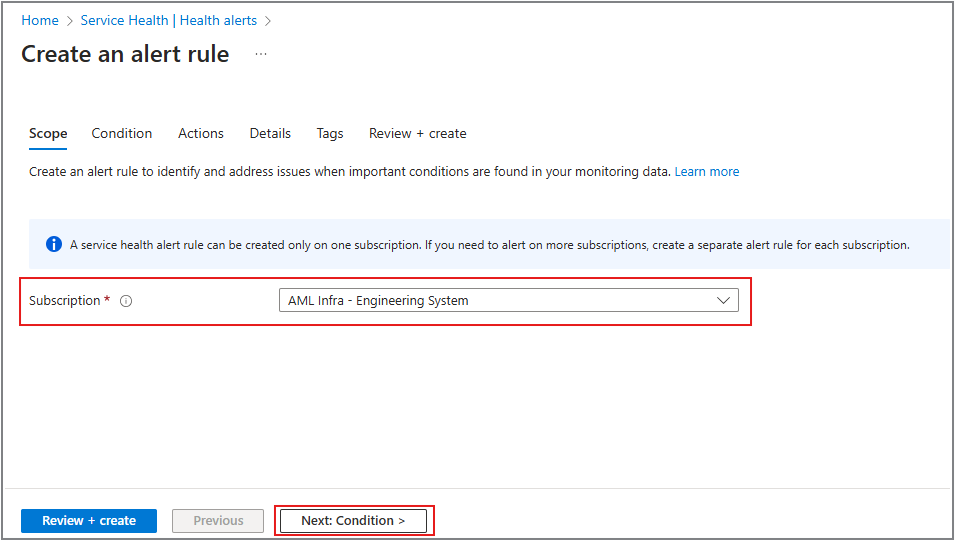 Home > Service Health | Health alerts >
Create an alert rule ...
Scope Condition Actions Details Tags Review + create
Create an alert rule to identify and address issues when important conditions are found in your monitoring data. Learn more
A service health alert rule can be created only on one subscription. If you need to alert on more subscriptions, create a separate alert rule for each subscription.
Subscription * AML Infra - Engineering System
Review + create Previous Next: Condition >